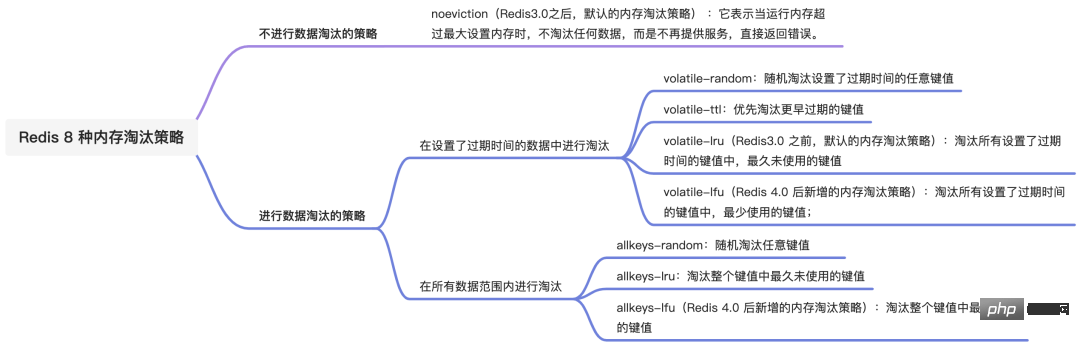 Redis 8 种内存淘汰策略
不进行数据淘汰的策略
noeviction（Redis3.0之后，默认的内存淘汰策略）：它表示当运行内存超
过最大设置内存时，不淘汰任何数据，而是不再提供服务，直接返回错误。
进行数据淘汰的策略
在设置了过期时间的数据中进行淘汰
volatile-random：随机淘汰设置了过期时间的任意键值
volatile-ttl：优先淘汰更早过期的键值
volatile-lru（Redis3.0 之前，默认的内存淘汰策略）：淘汰所有设置了过期
时间的键值中，最久未使用的键值
volatile-lfu（Redis 4.0 后新增的内存淘汰策略）：淘汰所有设置了过期时间
的键值中，最少使用的键值；
在所有数据范围内进行淘汰
allkeys-random：随机淘汰任意键值
allkeys-lru：淘汰整个键值中最久未使用的键值
allkeys-lfu（Redis 4.0 后新增的内存淘汰策略）：淘汰整个键值中最
的键值
php